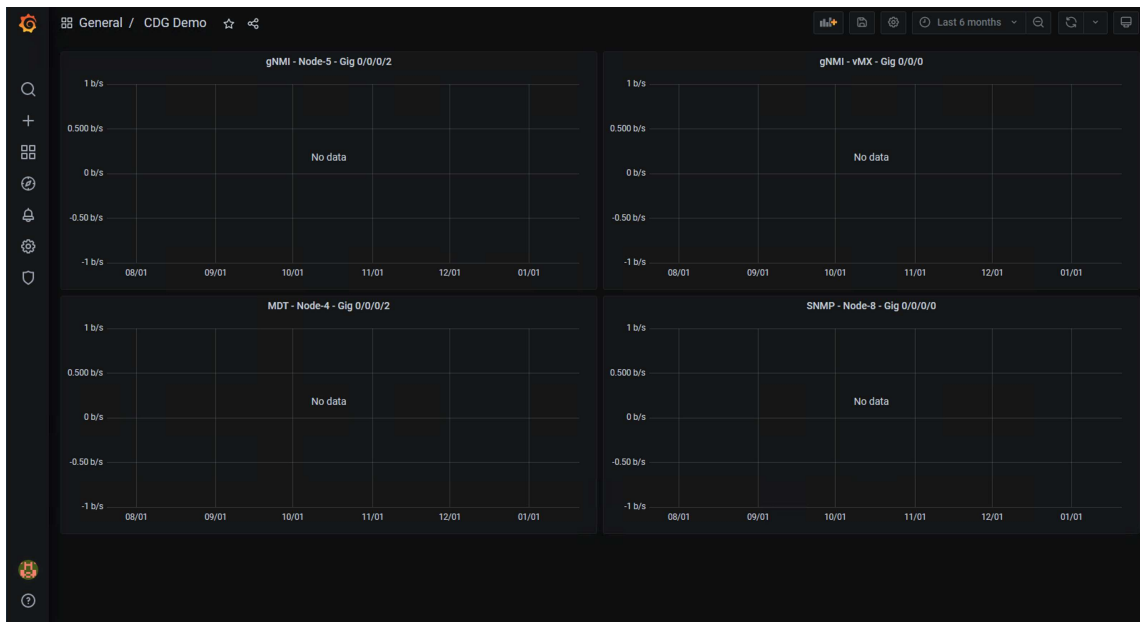 General / CDG Demo
Last 6 months
gNMI - Node-5 - Gig 0/0/0/2
1 b/s
0.500 b/s
0 b/s
-0.50 b/s
-1 b/s
No data
08/01 09/01 10/01 11/01 12/01 01/01
gNMI - vMX - Gig 0/0/0
1 b/s
0.500 b/s
0 b/s
-0.50 b/s
-1 b/s
No data
08/01 09/01 10/01 11/01 12/01 01/01
MDT - Node-4 - Gig 0/0/0/2
1 b/s
0.500 b/s
0 b/s
-0.50 b/s
-1 b/s
No data
08/01 09/01 10/01 11/01 12/01 01/01
SNMP - Node-8 - Gig 0/0/0/0
1 b/s
0.500 b/s
0 b/s
-0.50 b/s
-1 b/s
No data
08/01 09/01 10/01 11/01 12/01 01/01